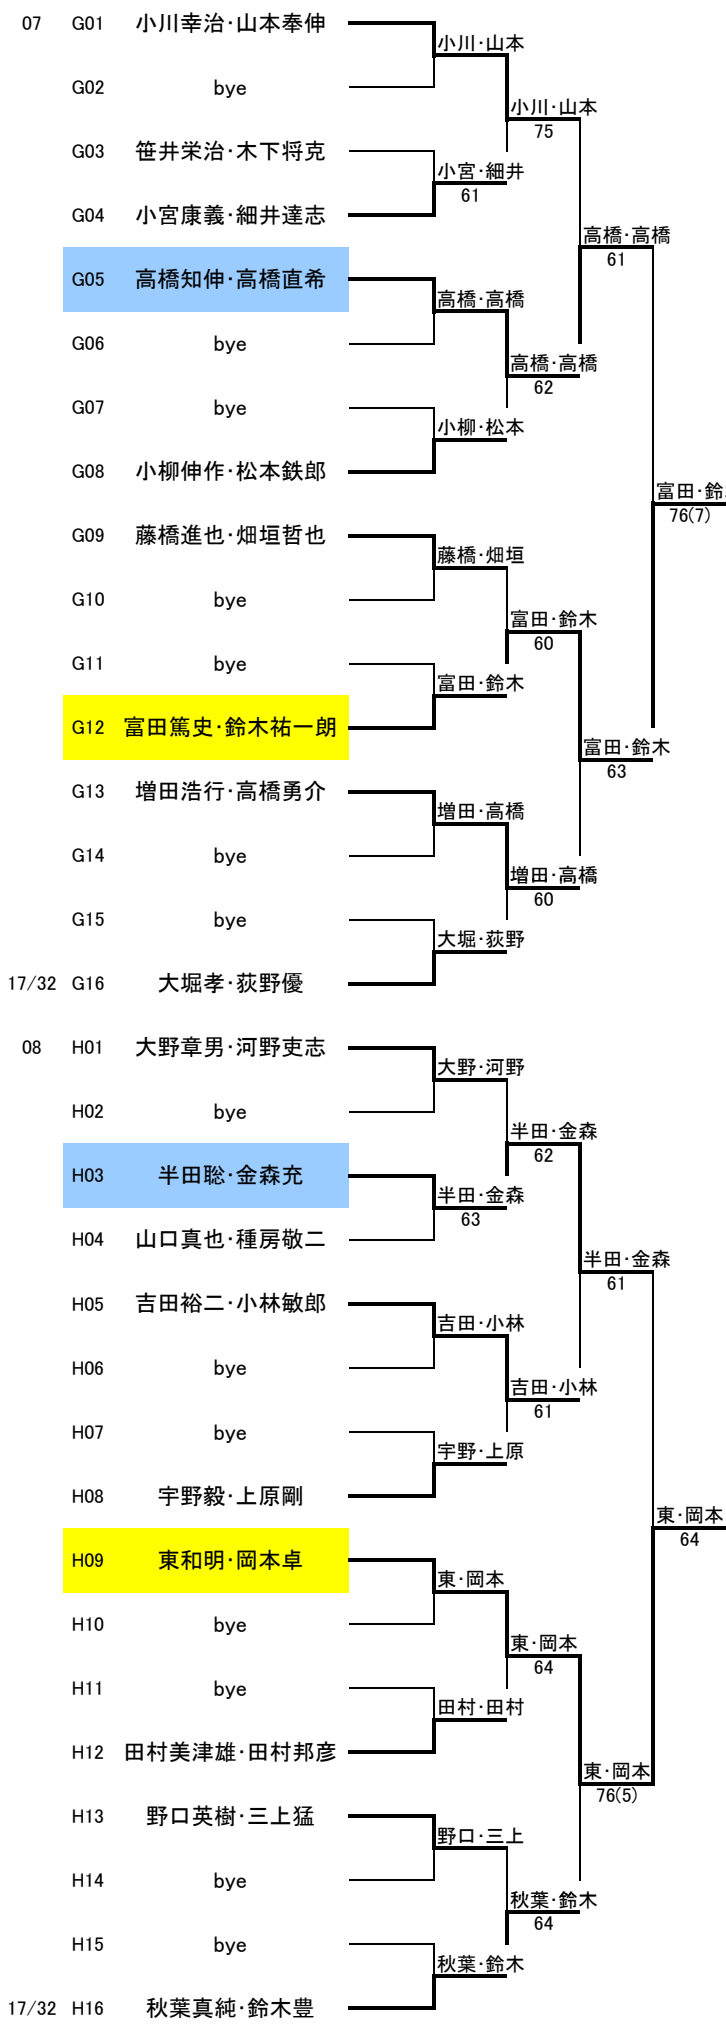 07 G01 小川幸治・山本奉伸
小川・山本
G02 bye
小川・山本
75
G03 笹井栄治・木下将克
小宮・細井
61
G04 小宮康義・細井達志
高橋・高橋
61
G05 高橋知伸・高橋直希
高橋・高橋
G06 bye
高橋・高橋
62
G07 bye
小柳・松本
G08 小柳伸作・松本鉄郎
富田・鈴
76(7)
G09 藤橋進也・畑垣哲也
藤橋・畑垣
G10 bye
富田・鈴木
60
G11 bye
富田・鈴木
G12 富田篤史・鈴木祐一朗
富田・鈴木
63
G13 増田浩行・高橋勇介
増田・高橋
G14 bye
増田・高橋
60
G15 bye
大堀・荻野
17/32 G16 大堀孝・荻野優
08 H01 大野章男・河野吏志
大野・河野
H02 bye
半田・金森
62
H03 半田聡・金森充
半田・金森
63
H04 山口真也・種房敬二
半田・金森
61
H05 吉田裕二・小林敏郎
吉田・小林
H06 bye
吉田・小林
61
H07 bye
宇野・上原
H08 宇野毅・上原剛
東・岡本
64
H09 東和明・岡本卓
東・岡本
H10 bye
東・岡本
64
H11 bye
田村・田村
H12 田村美津雄・田村邦彦
東・岡本
76(5)
H13 野口英樹・三上猛
野口・三上
H14 bye
秋葉・鈴木
64
H15 bye
秋葉・鈴木
17/32 H16 秋葉真純・鈴木豊